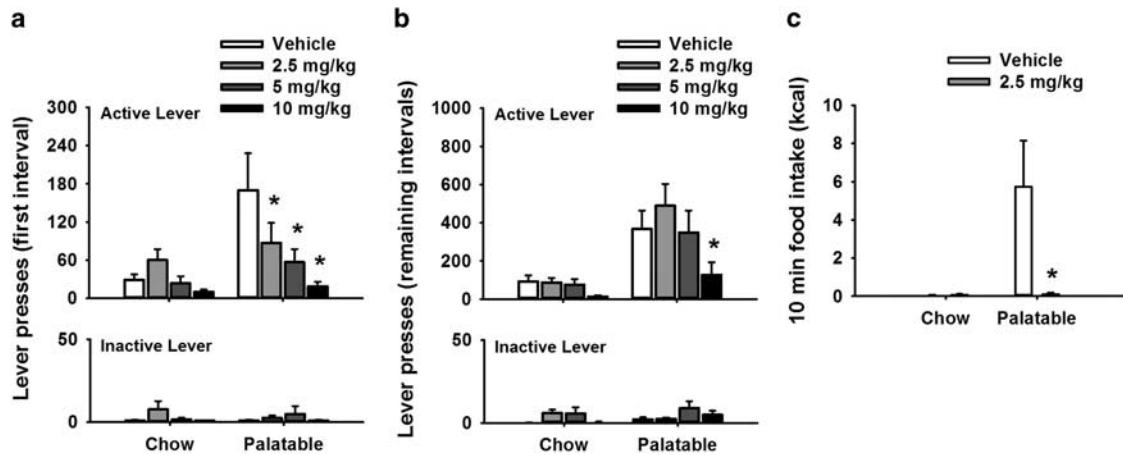 a
Vehicle
2.5 mg/kg
5 mg/kg
10 mg/kg
Lever presses (first interval)
300
240
180
120
60
0
Active Lever
*
*
*
50
0
Inactive Lever
Chow Palatable
b
Vehicle
2.5 mg/kg
5 mg/kg
10 mg/kg
Lever presses (remaining intervals)
1000
800
600
400
200
0
Active Lever
*
50
0
Inactive Lever
Chow Palatable
c
Vehicle
2.5 mg/kg
10 min food intake (kcal)
10
8
6
4
2
0
*
Chow Palatable